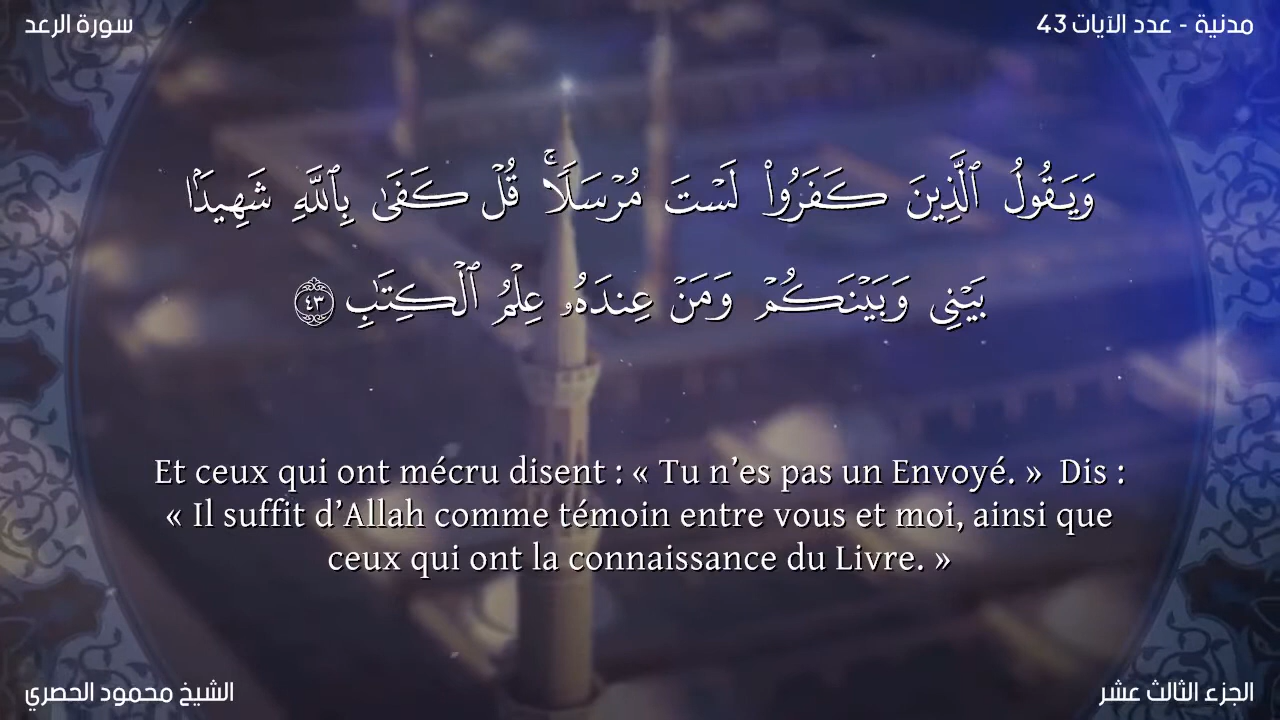 سورة الرعد
مدنية - عدد الآيات 43
وَيَقُولُ ٱلَّذِينَ كَفَرُوا۟ لَسْتَ مُرْسَلًۭا ۚ قُلْ كَفَىٰ بِٱللَّهِ شَهِيدًۢا
بَيْنِى وَبَيْنَكُمْ وَمَنْ عِندَهُۥ عِلْمُ ٱلْكِتَـٰبِ ٤٣
Et ceux qui ont mécru disent : « Tu n’es pas un Envoyé. » Dis :
« Il suffit d’Allah comme témoin entre vous et moi, ainsi que
ceux qui ont la connaissance du Livre. »
الشيخ محمود الحصري
الجزء الثالث عشر